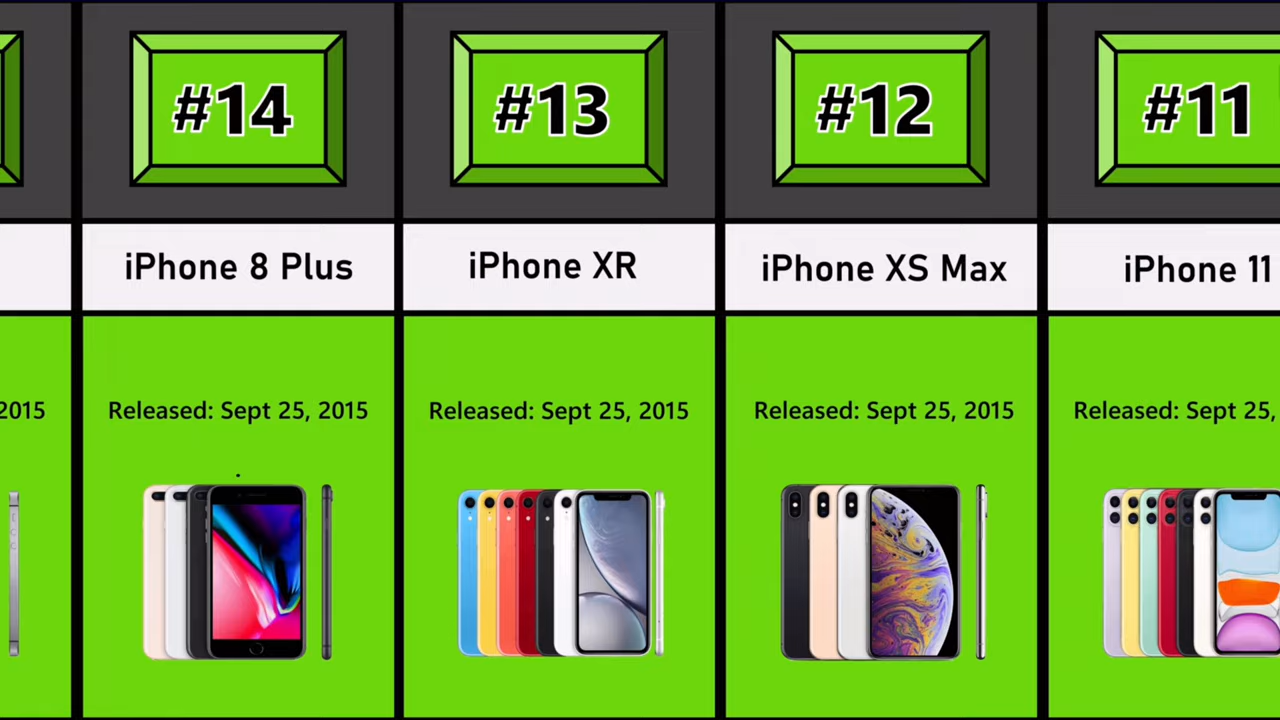 #14
#13
#12
#11
iPhone 8 Plus
iPhone XR
iPhone XS Max
iPhone 11
2015
Released: Sept 25, 2015
Released: Sept 25, 2015
Released: Sept 25, 2015
Released: Sept 25,